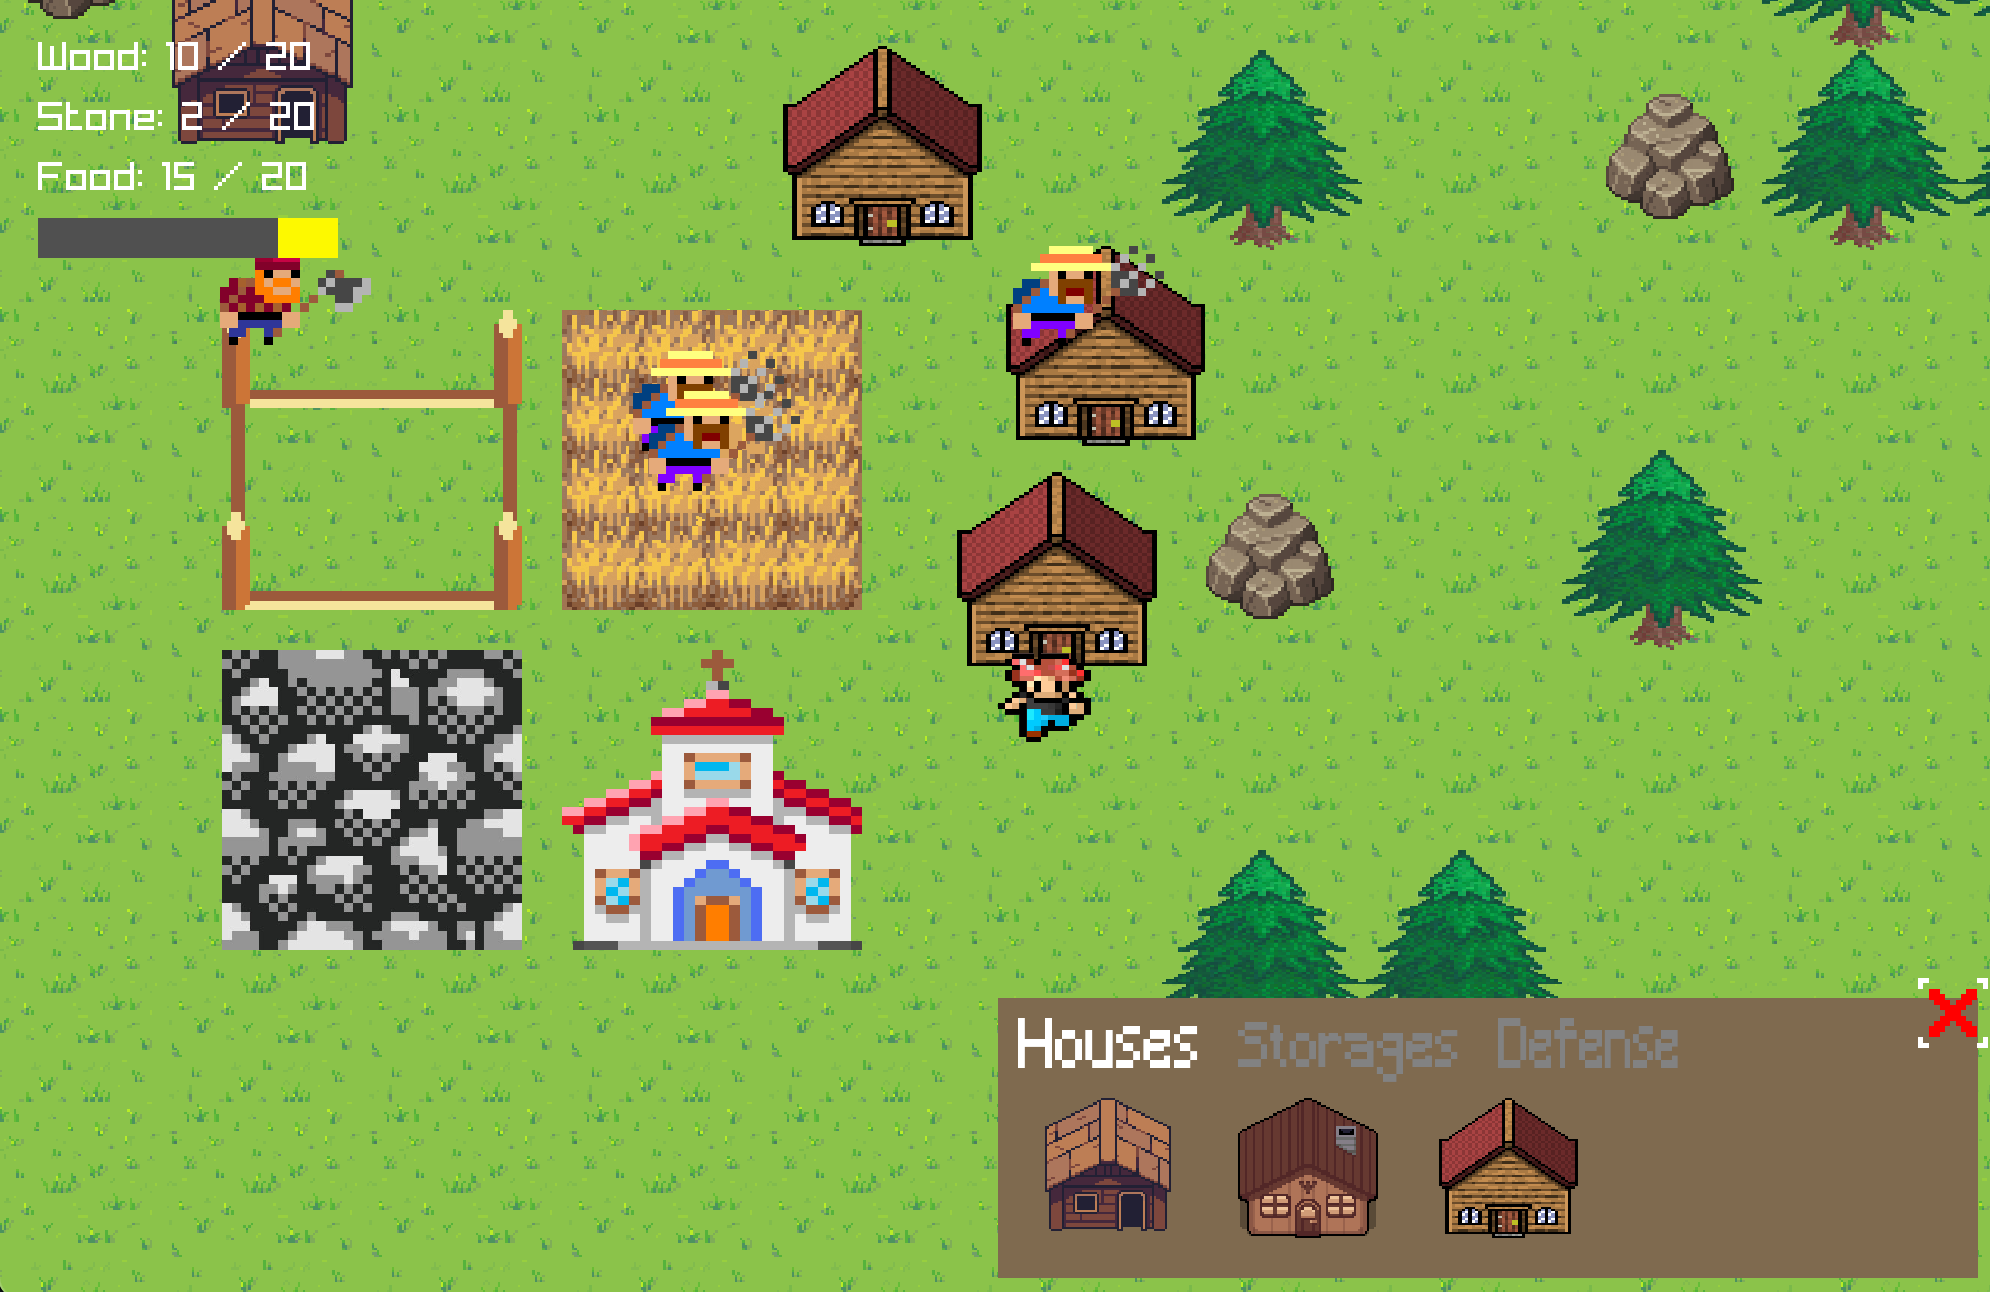 Wood: 10 / 20
Stone: 2 / 20
Food: 15 / 20
Houses Storages Defense